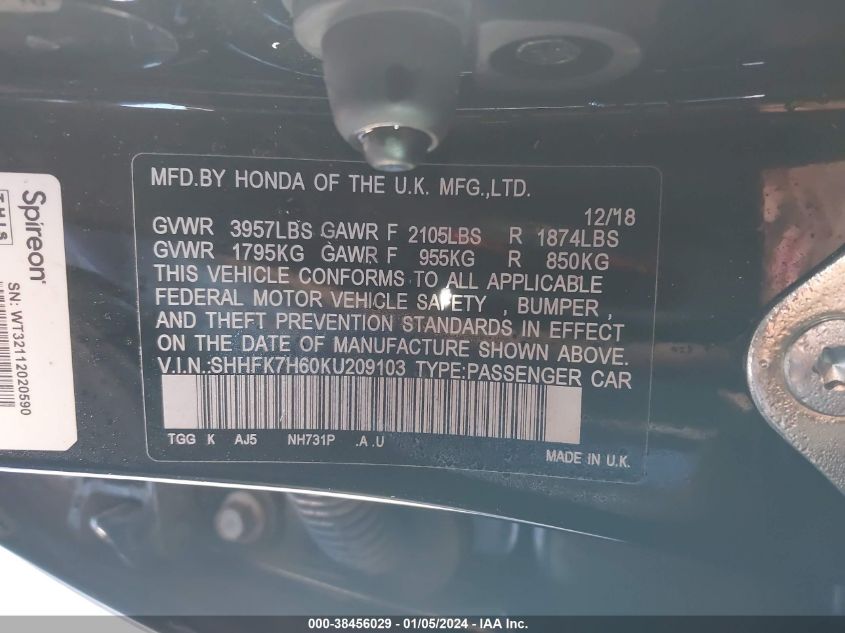 MFD.BY HONDA OF THE U.K. MFG.,LTD.
12/18
GVWR 3957LBS GAWR F 2105LBS R 1874LBS
GVWR 1795KG GAWR F 955KG R 850KG
THIS VEHICLE CONFORMS TO ALL APPLICABLE
FEDERAL MOTOR VEHICLE SAFETY , BUMPER ,
AND THEFT PREVENTION STANDARDS IN EFFECT
ON THE DATE OF MANUFACTURE SHOWN ABOVE.
V.I.N.:SHHFK7H60KU209103 TYPE:PASSENGER CAR
TGG K AJ5 NH731P .A .U
MADE IN U.K.
Spireon
THIS
SN: WT32112020590
000-38456029 - 01/05/2024 - IAA Inc.